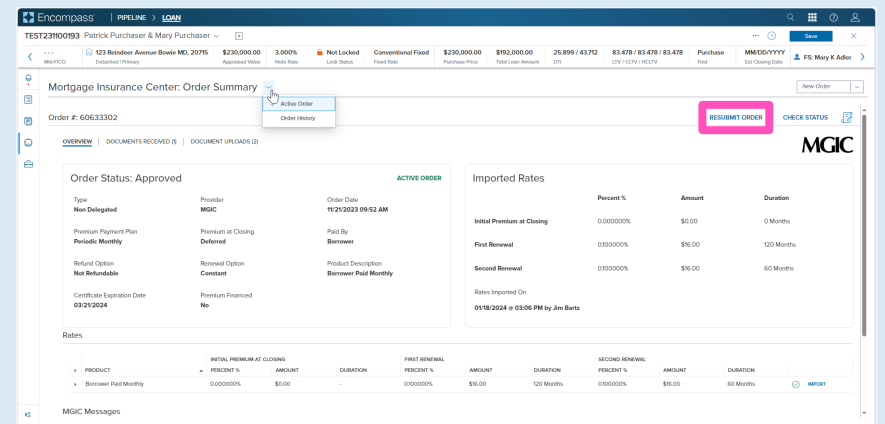 Encompass® | PIPELINE > LOAN
TEST231100193 Patrick Purchaser & Mary Purchaser ... Save
--- 123 Reindeer Avenue Bowie MD, 20715 $230,000.00 3.000% Not Locked Conventional Fixed $230,000.00 $192,000.00 25.899 / 43.712 83.478 / 83.478 / 83.478 Purchase MM/DD/YYYY FS: Mary K Adler
Mid-FICO Detached | Primary Appraised Value Note Rate Lock Status Fixed Rate Purchase Price Total Loan Amount DTI LTV / CLTV / HCLTV First Est Closing Date
Mortgage Insurance Center: Order Summary New Order
Active Order
Order History
Order #: 60633302 RESUBMIT ORDER CHECK STATUS
OVERVIEW | DOCUMENTS RECEIVED (1) | DOCUMENT UPLOADS (2) MGIC
Order Status: Approved ACTIVE ORDER
Type Provider Order Date
Non Delegated MGIC 11/21/2023 09:52 AM
Premium Payment Plan Premium at Closing Paid By
Periodic Monthly Deferred Borrower
Refund Option Renewal Option Product Description
Not Refundable Constant Borrower Paid Monthly
Certificate Expiration Date Premium Financed
03/21/2024 No
Imported Rates
Percent % Amount Duration
Initial Premium at Closing 0.000000% $0.00 0 Months
First Renewal 0.100000% $16.00 120 Months
Second Renewal 0.100000% $16.00 60 Months
Rates Imported On
01/18/2024 @ 03:06 PM by Jim Bartz
Rates
INITIAL PREMIUM AT CLOSING FIRST RENEWAL SECOND RENEWAL
PRODUCT PERCENT % AMOUNT DURATION PERCENT % AMOUNT DURATION PERCENT % AMOUNT DURATION
Borrower Paid Monthly 0.000000% $0.00 - 0.100000% $16.00 120 Months 0.100000% $16.00 60 Months IMPORT
MGIC Messages